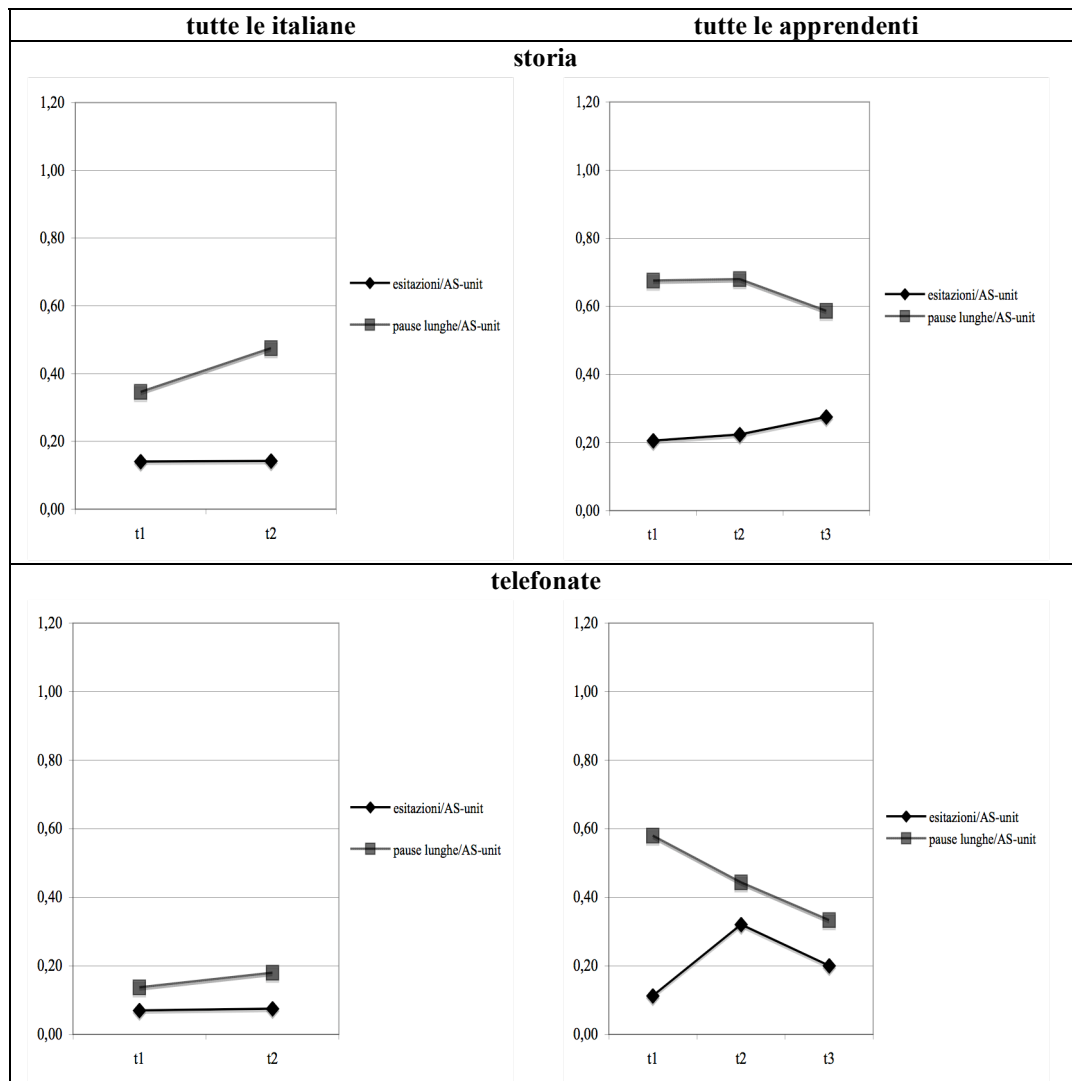 tutte le italiane tutte le apprendenti
storia
1,20
1,00
0,80
0,60
0,40
0,20
0,00
t1 t2
esitazioni/AS-unit
pause lunghe/AS-unit
1,20
1,00
0,80
0,60
0,40
0,20
0,00
t1 t2 t3
esitazioni/AS-unit
pause lunghe/AS-unit
telefonate
1,20
1,00
0,80
0,60
0,40
0,20
0,00
t1 t2
esitazioni/AS-unit
pause lunghe/AS-unit
1,20
1,00
0,80
0,60
0,40
0,20
0,00
t1 t2 t3
esitazioni/AS-unit
pause lunghe/AS-unit